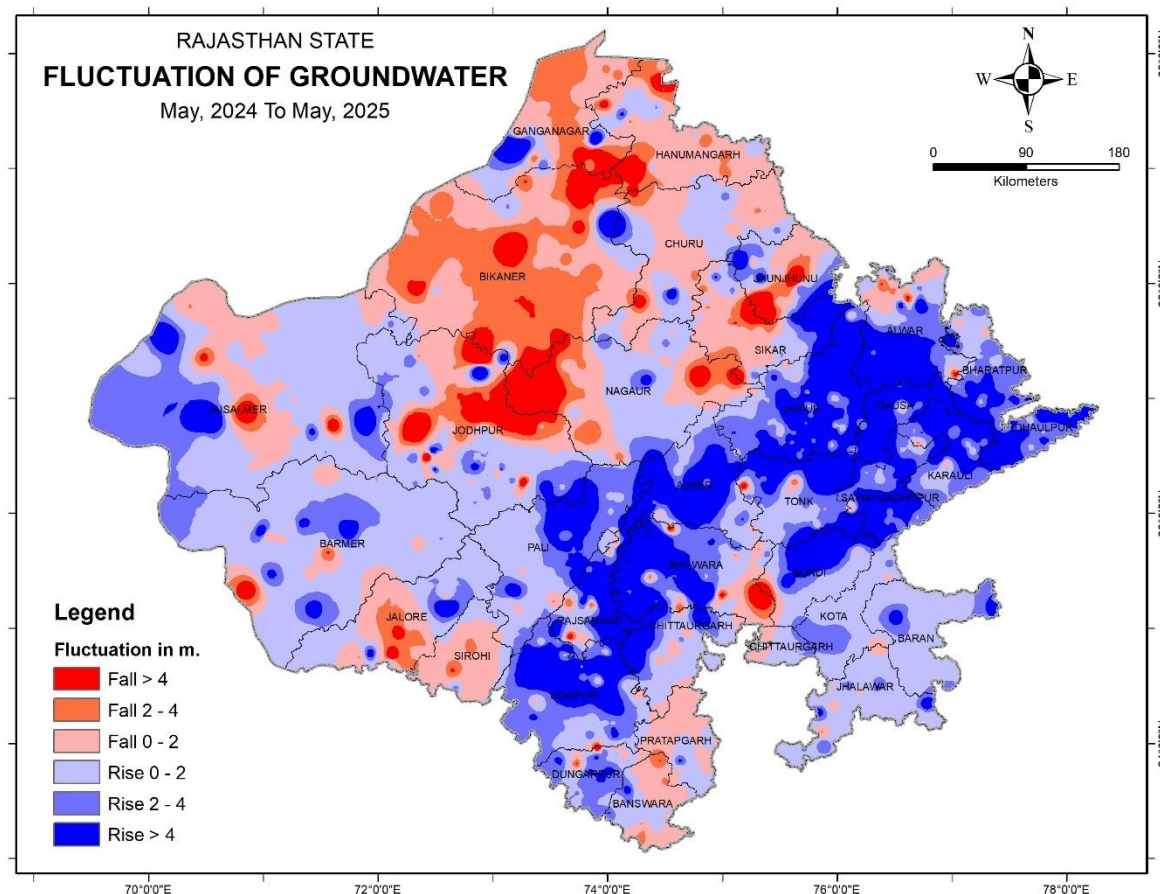 RAJASTHAN STATE
FLUCTUATION OF GROUNDWATER
May, 2024 To May, 2025
N
W E
S
0 90 180
Kilometers
GANGANAGAR
HANUMANGARH
CHURU
BIKANER
JHUNJHUNU
SIKAR
ALWAR
BHARATPUR
NAGAUR
JAISALMER
JODHPUR
JAIPUR
DAUSA
DHAULPUR
KARAULI
AJMER
TONK
SAWAI MADHOPUR
BARMER
PALI
BHILWARA
BUNDI
KOTA
BARAN
JALORE
RAJSAMAND
CHITTAURGARH
CHITTAURGARH
SIROHI
JHALAWAR
UDAIPUR
PRATAPGARH
DUNGARPUR
BANSWARA
Legend
Fluctuation in m.
Fall > 4
Fall 2 - 4
Fall 0 - 2
Rise 0 - 2
Rise 2 - 4
Rise > 4
70°0'0"E 72°0'0"E 74°0'0"E 76°0'0"E 78°0'0"E